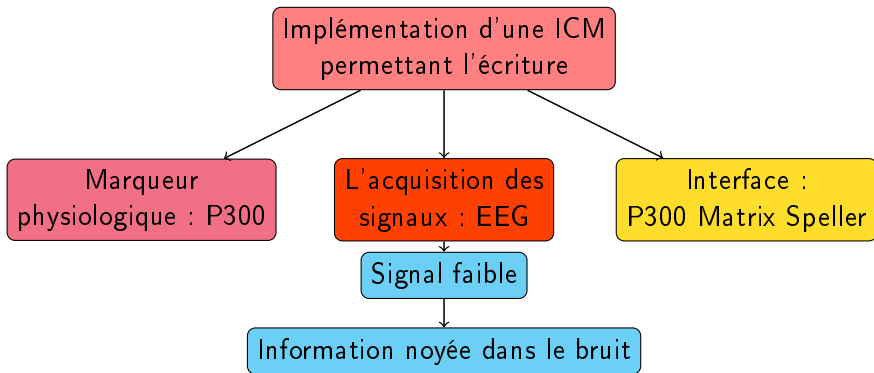 Implémentation d'une ICM
permettant l'écriture
Marqueur
physiologique : P300
L'acquisition des
signaux : EEG
Interface :
P300 Matrix Speller
Signal faible
Information noyée dans le bruit